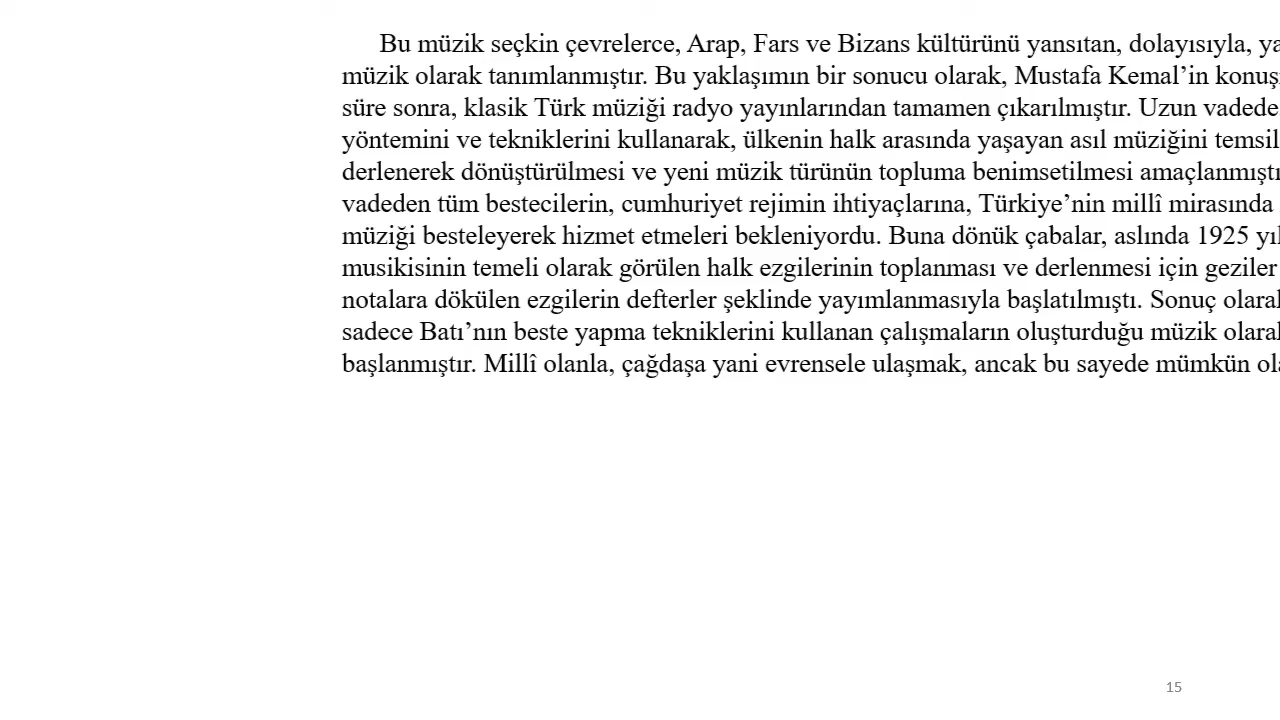 Bu müzik seçkin çevrelerce, Arap, Fars ve Bizans kültürünü yansıtan, dolayısıyla,
müzik olarak tanımlanmıştır. Bu yaklaşımın bir sonucu olarak, Mustafa Kemal’in
süre sonra, klasik Türk müziği radyo yayınlarından tamamen çıkarılmıştır. Uzun vadede
yöntemini ve tekniklerini kullanarak, ülkenin halk arasında yaşayan asıl müziğini temsil
derlenerek dönüştürülmesi ve yeni müzik türünün topluma benimsetilmesi
vadeden tüm bestecilerin, cumhuriyet rejimin ihtiyaçlarına, Türkiye’nin millî mirasında
müziği besteleyerek hizmet etmeleri bekleniyordu. Buna dönük çabalar, aslında 1925
musikisinin temeli olarak görülen halk ezgilerinin toplanması ve derlenmesi için geziler
notalara dökülen ezgilerin defterler şeklinde yayımlanmasıyla başlatılmıştı. Sonuç
sadece Batı’nın beste yapma tekniklerini kullanan çalışmaların oluşturduğu müzik
başlanmıştır. Millî olanla, çağdaşa yani evrensele ulaşmak, ancak bu sayede mümkün
15